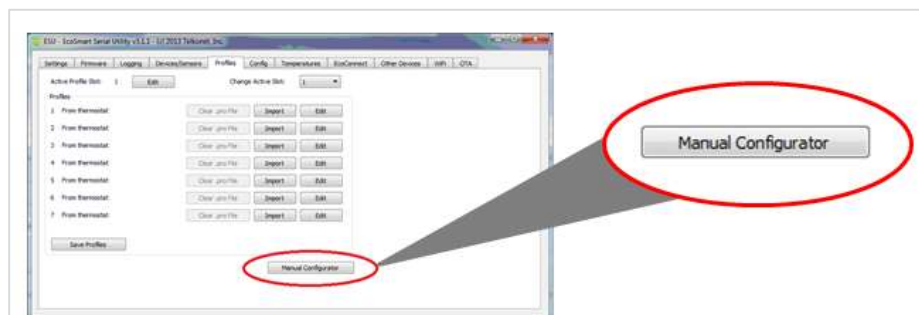 ESU - EcoSmart Serial Utility v3.1.1 - (c) 2013 Telkonet, Inc.
Settings Firmware Logging Devices/Sensors Profiles Config Temperatures EcoConnect Other Devices WiFi OTA
Active Profile Slot: 1 Edit Change Active Slot: 1
Profiles
1 From thermostat Clear .pro File Import Edit
2 From thermostat Clear .pro File Import Edit
3 From thermostat Clear .pro File Import Edit
4 From thermostat Clear .pro File Import Edit
5 From thermostat Clear .pro File Import Edit
6 From thermostat Clear .pro File Import Edit
7 From thermostat Clear .pro File Import Edit
Save Profiles
Manual Configurator
Manual Configurator